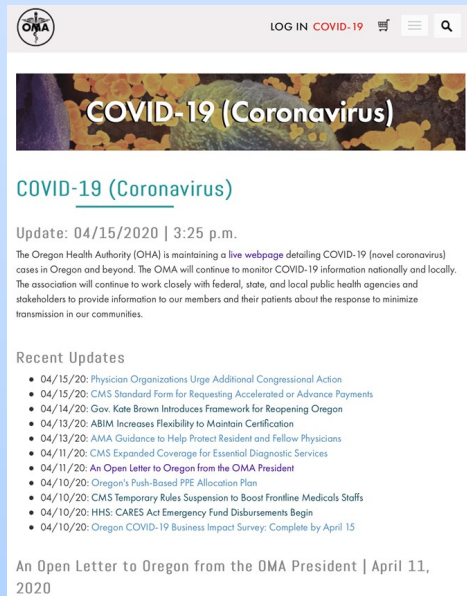 OMA
LOG IN COVID-19
COVID-19 (Coronavirus)
COVID-19 (Coronavirus)
Update: 04/15/2020 | 3:25 p.m.
The Oregon Health Authority (OHA) is maintaining a live webpage detailing COVID-19 (novel coronavirus)
cases in Oregon and beyond. The OMA will continue to monitor COVID-19 information nationally and locally.
The association will continue to work closely with federal, state, and local public health agencies and
stakeholders to provide information to our members and their patients about the response to minimize
transmission in our communities.
Recent Updates
04/15/20: Physician Organizations Urge Additional Congressional Action
04/15/20: CMS Standard Form for Requesting Accelerated or Advance Payments
04/14/20: Gov. Kate Brown Introduces Framework for Reopening Oregon
04/13/20: ABIM Increases Flexibility to Maintain Certification
04/13/20: AMA Guidance to Help Protect Resident and Fellow Physicians
04/11/20: CMS Expanded Coverage for Essential Diagnostic Services
04/11/20: An Open Letter to Oregon from the OMA President
04/10/20: Oregon's Push-Based PPE Allocation Plan
04/10/20: CMS Temporary Rules Suspension to Boost Frontline Medicals Staffs
04/10/20: HHS: CARES Act Emergency Fund Disbursements Begin
04/10/20: Oregon COVID-19 Business Impact Survey: Complete by April 15
An Open Letter to Oregon from the OMA President | April 11,
2020